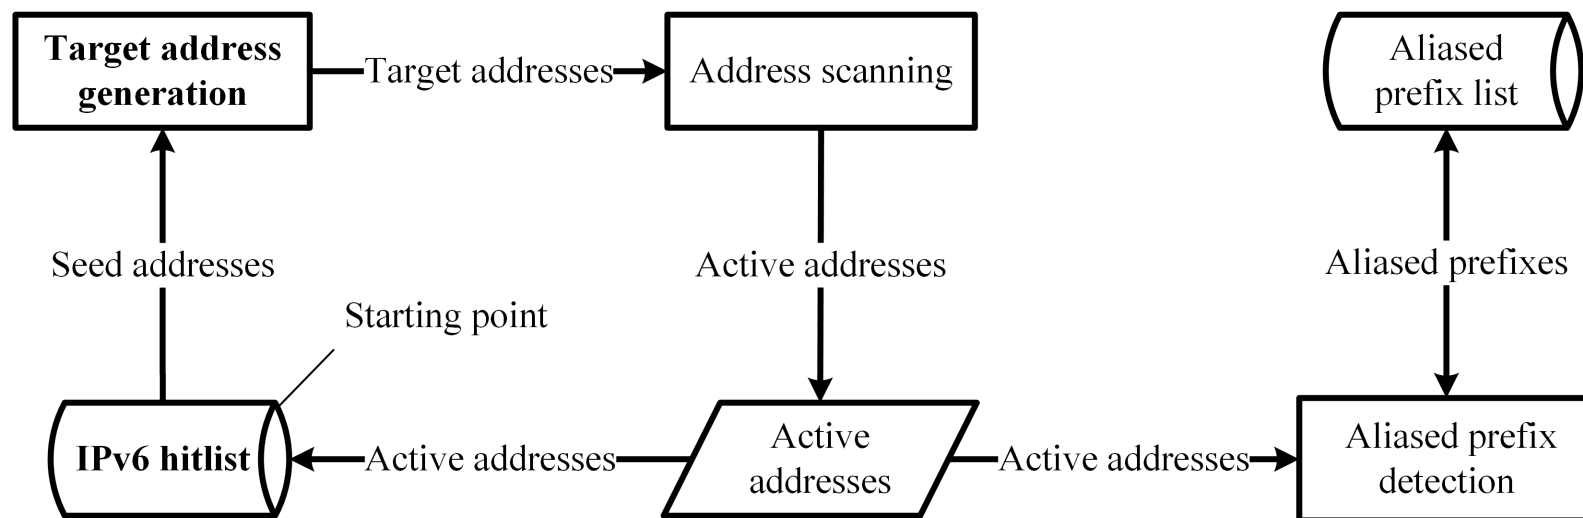 Target address
generation
Target addresses
Address scanning
Aliased
prefix list
Seed addresses
Active addresses
Aliased prefixes
Starting point
IPv6 hitlist
Active addresses
Active
addresses
Active addresses
Aliased prefix
detection